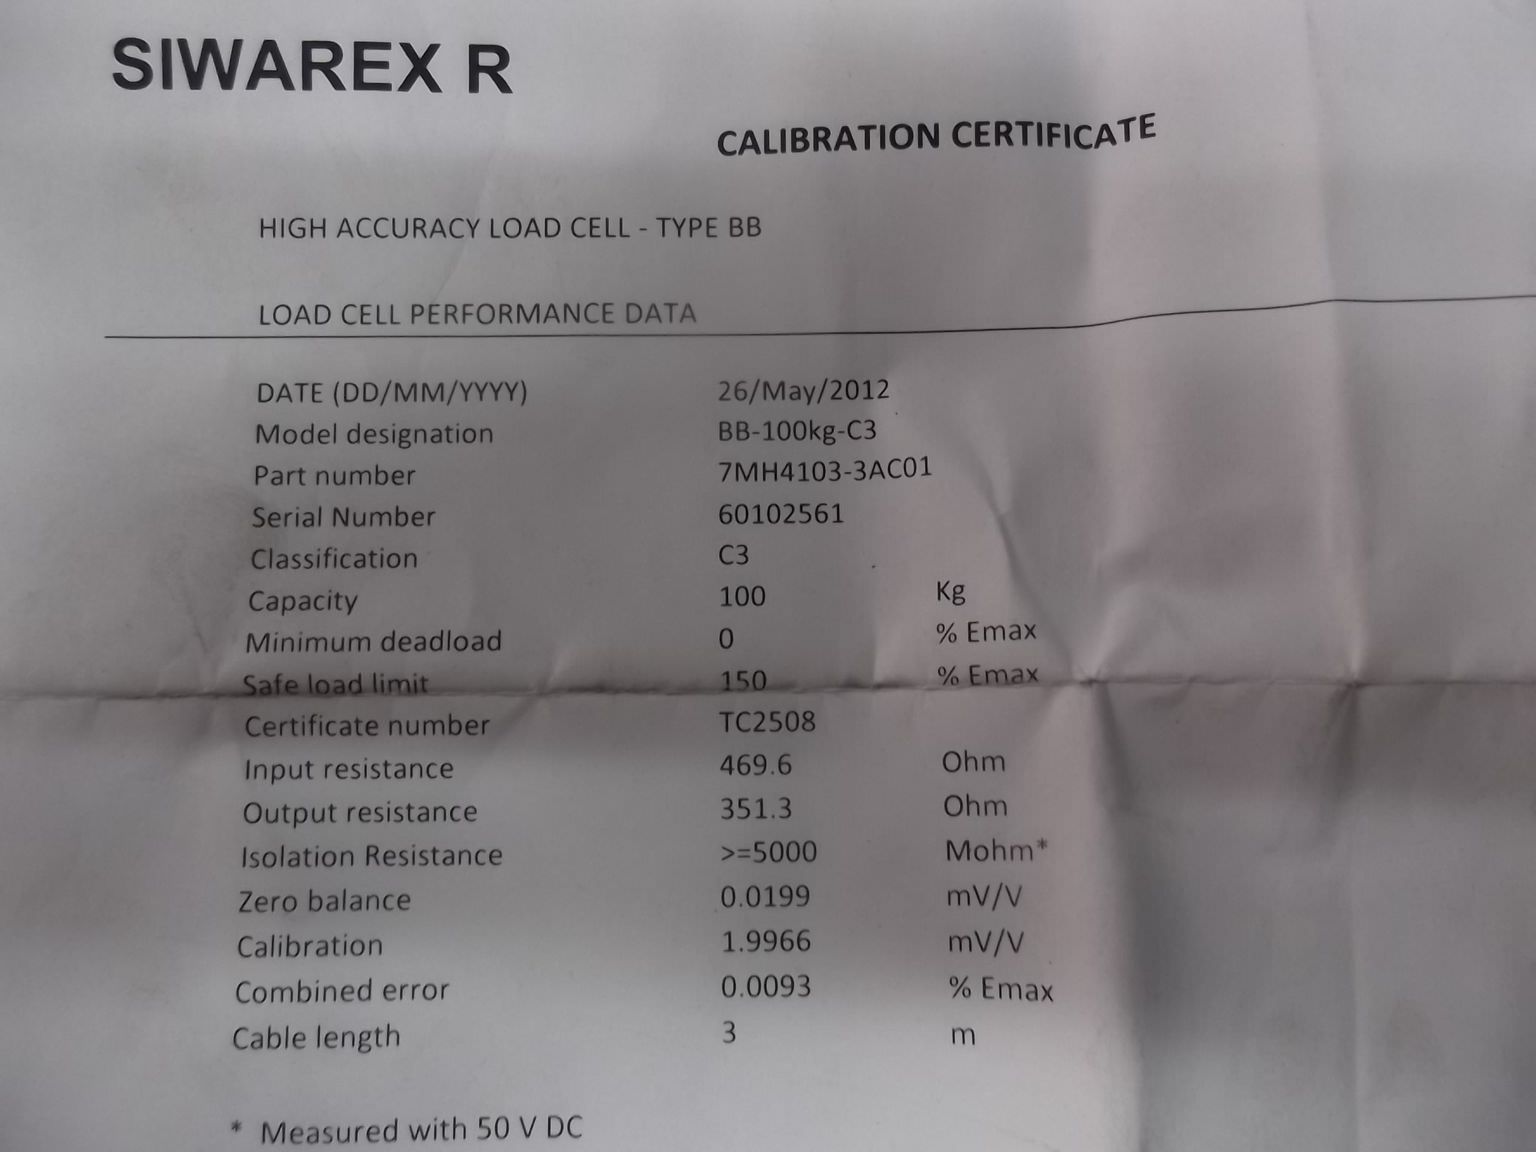 SIWAREX R
CALIBRATION CERTIFICATE
HIGH ACCURACY LOAD CELL - TYPE BB
LOAD CELL PERFORMANCE DATA
DATE (DD/MM/YYYY) 26/May/2012
Model designation BB-100kg-C3
Part number 7MH4103-3AC01
Serial Number 60102561
Classification C3
Capacity 100 Kg
Minimum deadload 0 % Emax
Safe load limit 150 % Emax
Certificate number TC2508
Input resistance 469.6 Ohm
Output resistance 351.3 Ohm
Isolation Resistance >=5000 Mohm*
Zero balance 0.0199 mV/V
Calibration 1.9966 mV/V
Combined error 0.0093 % Emax
Cable length 3 m
* Measured with 50 V DC